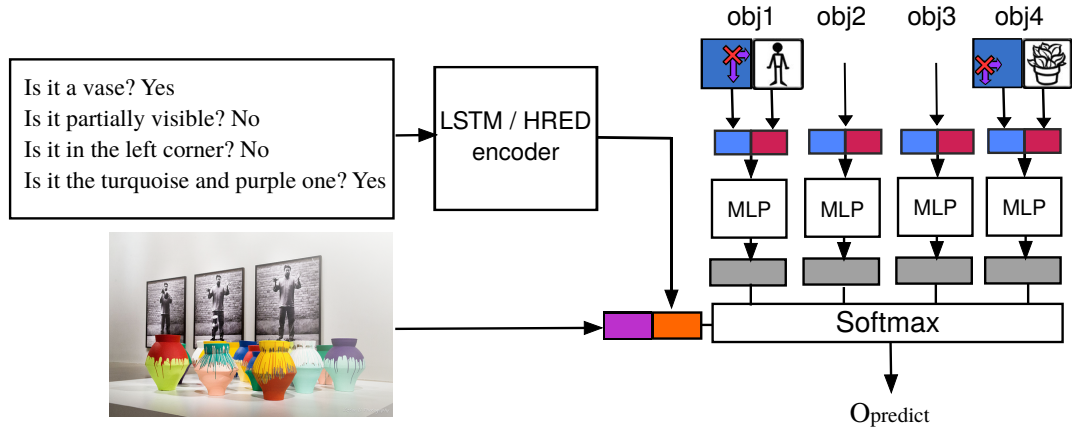 obj1 obj2 obj3 obj4
Is it a vase? Yes
Is it partially visible? No
Is it in the left corner? No
Is it the turquoise and purple one? Yes
LSTM / HRED
encoder
MLP MLP MLP MLP
Softmax
Opredict